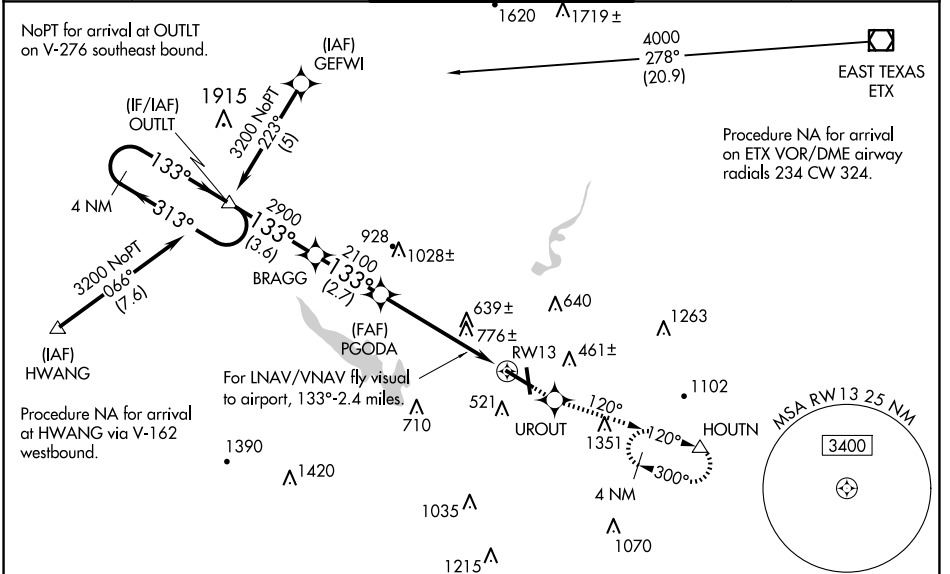 1620
1719±
NoPT for arrival at OUTLT
on V-276 southeast bound.
(IAF)
GEFWI
4000
278°
(20.9)
EAST TEXAS
ETX
1915
(IF/IAF)
OUTLT
3200 NoPT
223°
(5)
Procedure NA for arrival
on ETX VOR/DME airway
radials 234 CW 324.
133°
4 NM
313°
2900
133°
(3.6)
928
1028±
3200 NoPT
066°
(7.6)
BRAGG
2100
133°
(2.7)
(FAF)
PGODA
639±
776±
640
1263
(IAF)
HWANG
RW13
461±
For LNAV/VNAV fly visual
to airport, 133°-2.4 miles.
1102
Procedure NA for arrival
at HWANG via V-162
westbound.
710
521
UROUT
120°
1351
120°
HOUTN
300°
4 NM
MSA RW13 25 NM
3400
1390
1420
1035
1070
1215